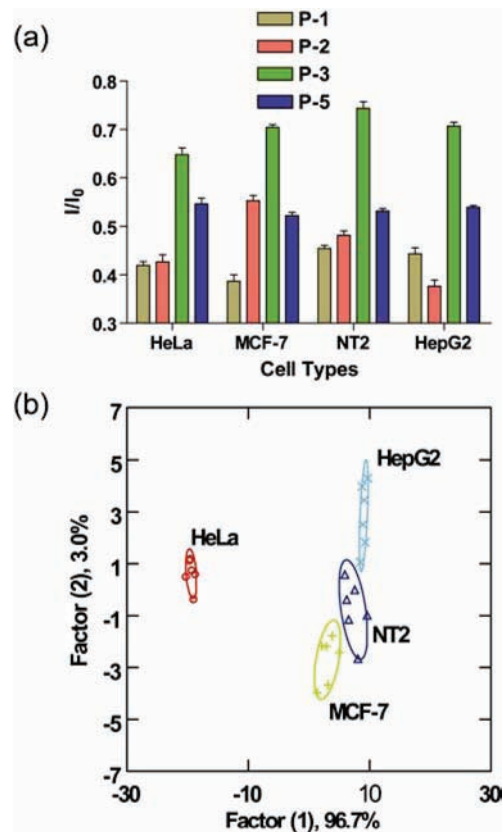 (a)
P-1
P-2
P-3
P-5
0.8
0.7
0.6
0.5
0.4
0.3
I/I0
HeLa MCF-7 NT2 HepG2
Cell Types
(b)
7
5
3
1
-1
-3
-5
-7
Factor (2), 3.0%
HepG2
HeLa
NT2
MCF-7
-30 -10 10 30
Factor (1), 96.7%